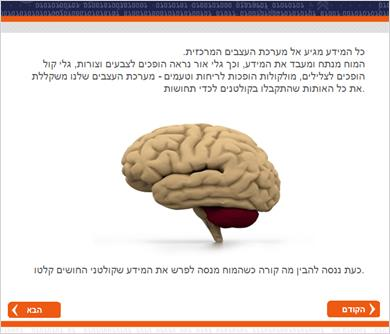 כל המידע מגיע אל מערכת העצבים המרכזית.
המוח מנתח ומעבד את המידע, וכך גלי אור נראה הופכים לצבעים וצורות, גלי קול
הופכים לצלילים, מולקולות הופכות לריחות וטעמים - מערכת העצבים שלנו משקללת
.את כל האותות שהתקבלו בקולטנים לכדי תחושות
.כעת ננסה להבין מה קורה כשהמוח מנסה לפרש את המידע שקולטני החושים קלטו
הקודם
הבא